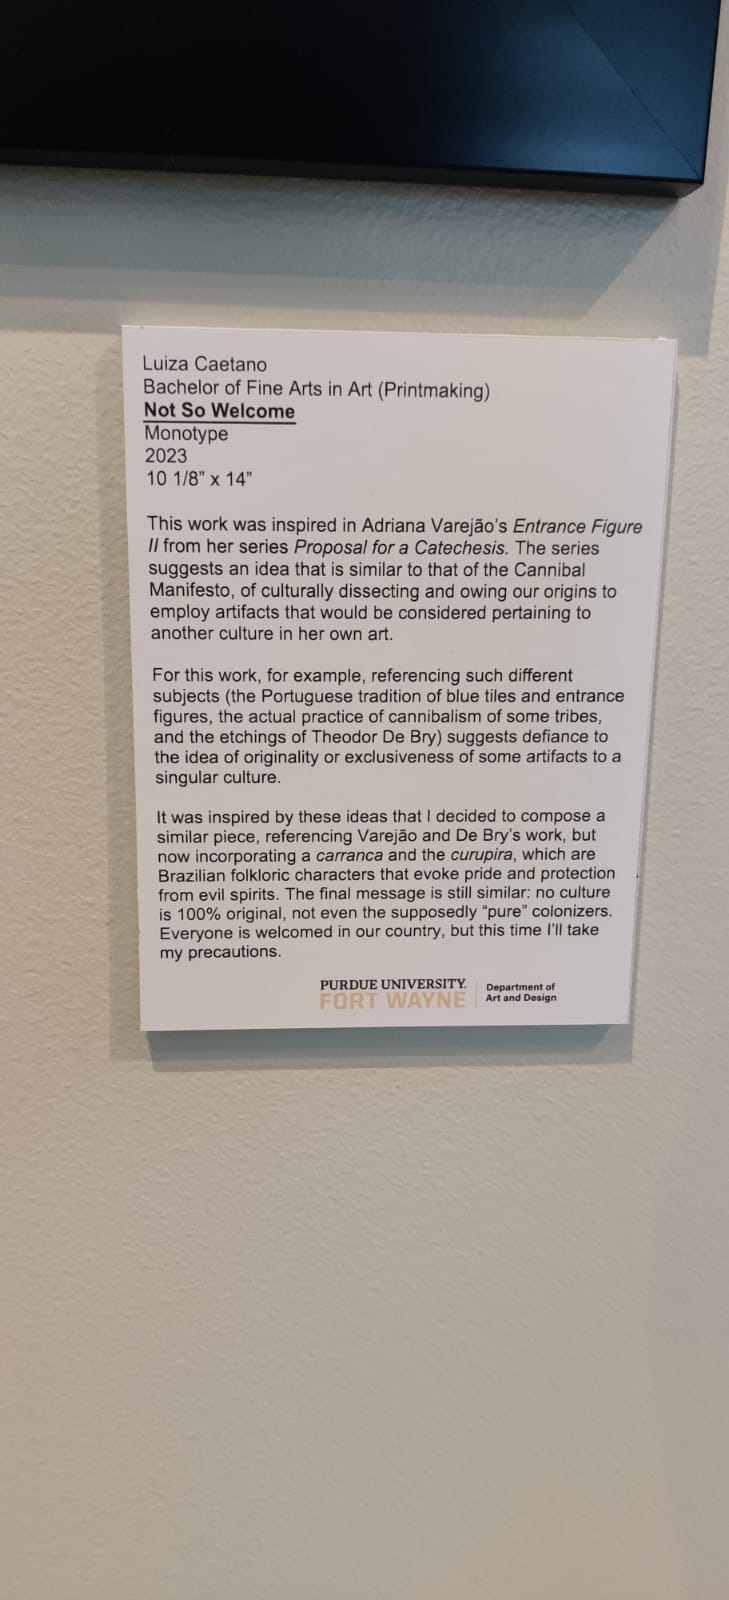 Luiza Caetano
Bachelor of Fine Arts in Art (Printmaking)
Not So Welcome
Monotype
2023
10 1/8" x 14"
This work was inspired in Adriana Varejão's Entrance Figure
II from her series Proposal for a Catechesis. The series
suggests an idea that is similar to that of the Cannibal
Manifesto, of culturally dissecting and owing our origins to
employ artifacts that would be considered pertaining to
another culture in her own art.
For this work, for example, referencing such different
subjects (the Portuguese tradition of blue tiles and entrance
figures, the actual practice of cannibalism of some tribes,
and the etchings of Theodor De Bry) suggests defiance to
the idea of originality or exclusiveness of some artifacts to a
singular culture.
It was inspired by these ideas that I decided to compose a
similar piece, referencing Varejão and De Bry's work, but
now incorporating a carranca and the curupira, which are
Brazilian folkloric characters that evoke pride and protection
from evil spirits. The final message is still similar: no culture
is 100% original, not even the supposedly “pure” colonizers.
Everyone is welcomed in our country, but this time I'll take
my precautions.
PURDUE UNIVERSITY.
FORT WAYNE
Department of
Art and Design